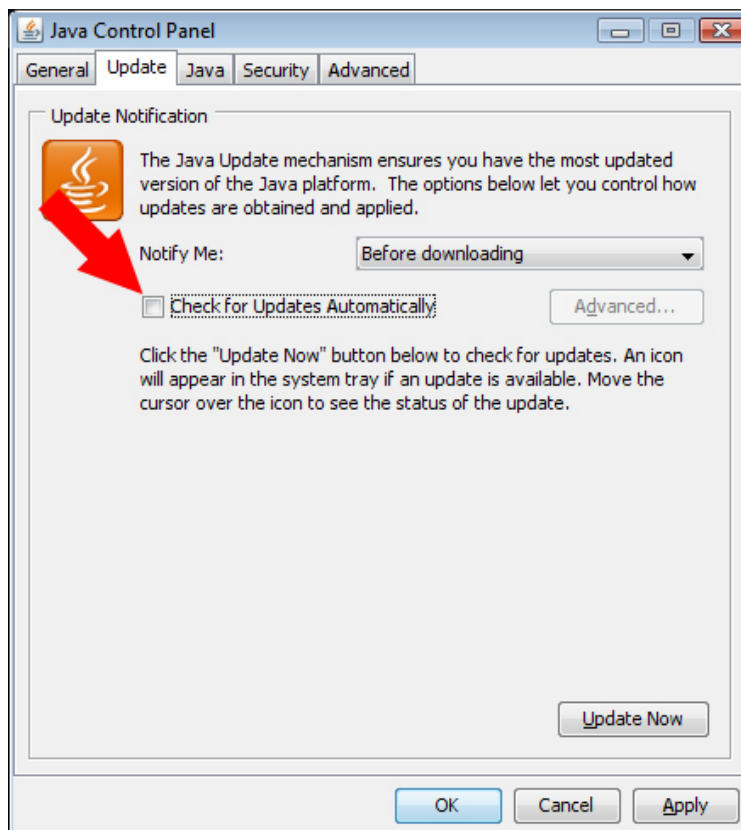 Java Control Panel
General Update Java Security Advanced
Update Notification
The Java Update mechanism ensures you have the most updated
version of the Java platform. The options below let you control how
updates are obtained and applied.
Notify Me: Before downloading
Check for Updates Automatically Advanced...
Click the "Update Now" button below to check for updates. An icon
will appear in the system tray if an update is available. Move the
cursor over the icon to see the status of the update.
Update Now
OK Cancel Apply